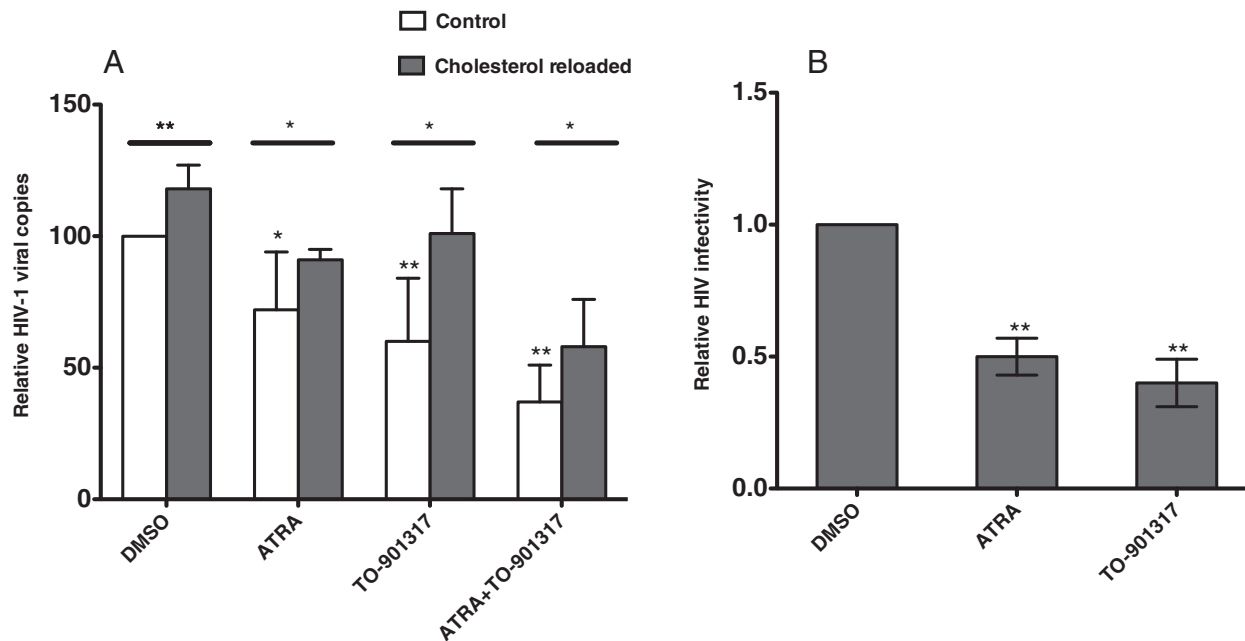 Control
Cholesterol reloaded
A
Relative HIV-1 viral copies
150
100
50
0
**
*
*
*
*
**
**
DMSO
ATRA
TO-901317
ATRA+TO-901317
B
Relative HIV infectivity
1.5
1.0
0.5
0.0
**
**
DMSO
ATRA
TO-901317